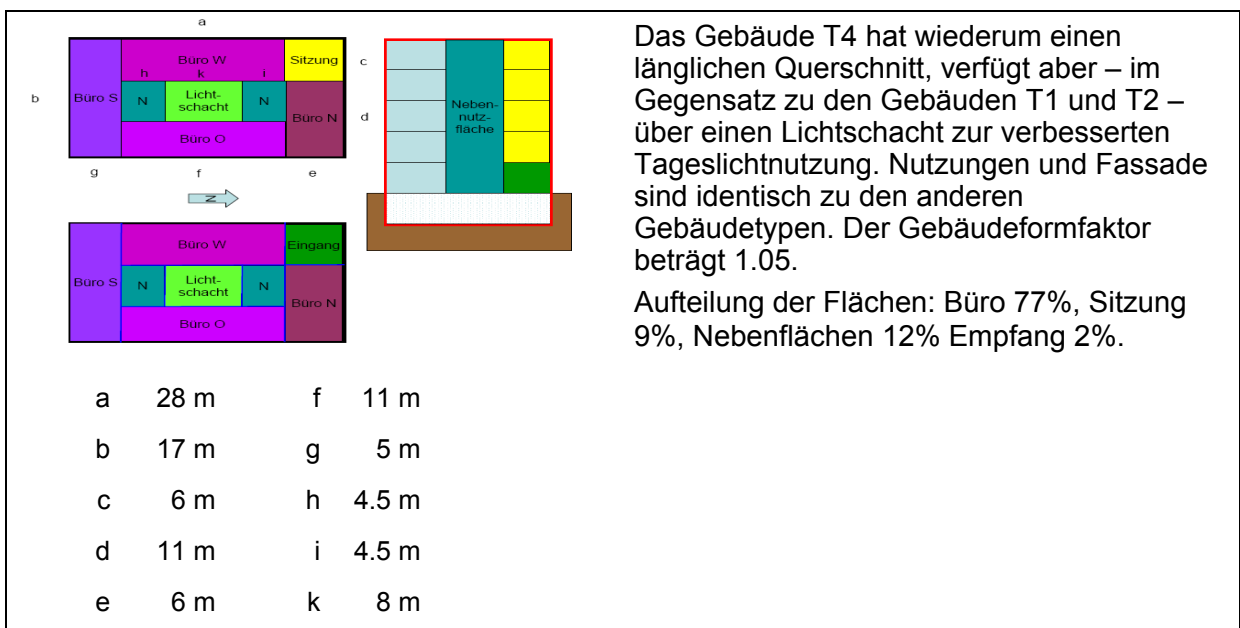 a
Büro W
Sitzung
h k i
b
Büro S
N
Licht-
schacht
N
Büro N
Büro O
c
d
g f e
N
Büro W
Eingang
Büro S
N
Licht-
schacht
N
Büro N
Büro O
Neben-
nutz-
fläche
Das Gebäude T4 hat wiederum einen
länglichen Querschnitt, verfügt aber – im
Gegensatz zu den Gebäuden T1 und T2 –
über einen Lichtschacht zur verbesserten
Tageslichtnutzung. Nutzungen und Fassade
sind identisch zu den anderen
Gebäudetypen. Der Gebäudeformfaktor
beträgt 1.05.
Aufteilung der Flächen: Büro 77%, Sitzung
9%, Nebenflächen 12% Empfang 2%.
a 28 m f 11 m
b 17 m g 5 m
c 6 m h 4.5 m
d 11 m i 4.5 m
e 6 m k 8 m